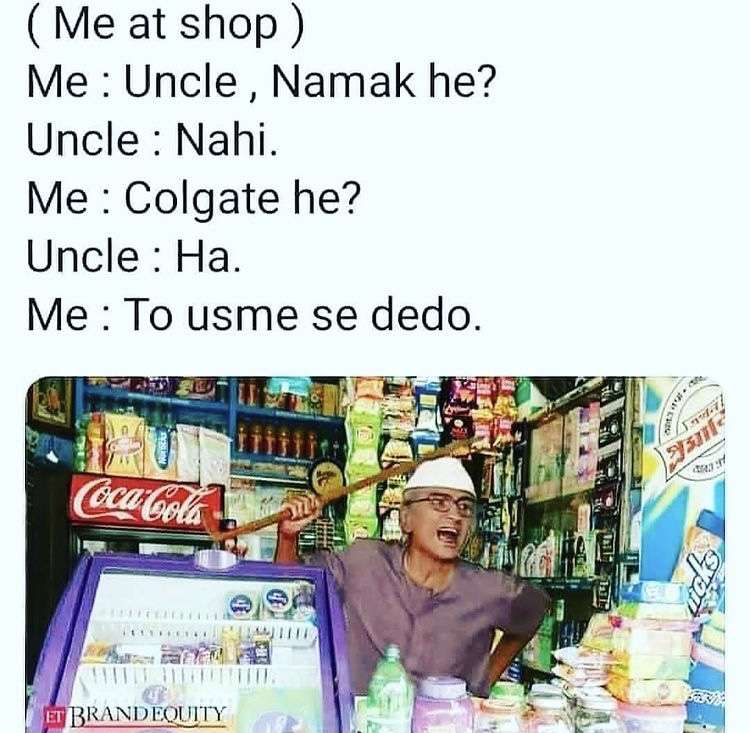 ( Me at shop )
Me : Uncle , Namak he?
Uncle : Nahi.
Me : Colgate he?
Uncle : Ha.
Me : To usme se dedo.
Coca-Cola
ET BRANDEQUITY